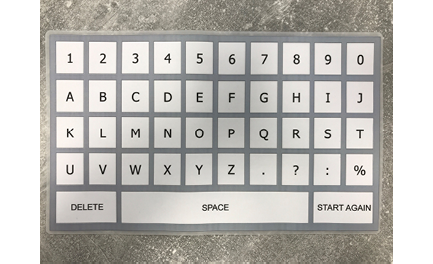 1 2 3 4 5 6 7 8 9 0
A B C D E F G H I J
K L M N O P Q R S T
U V W X Y Z . ? : %
DELETE SPACE START AGAIN